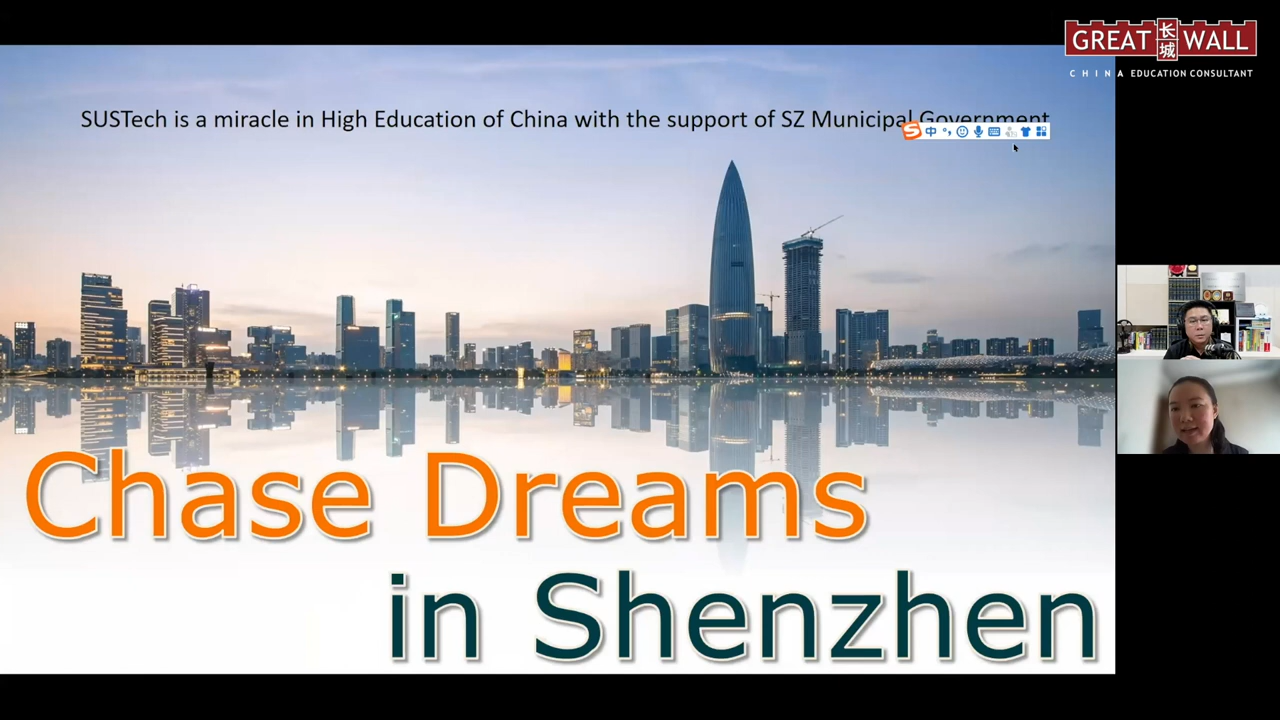 GREAT 长城 WALL
CHINA EDUCATION CONSULTANT
SUSTech is a miracle in High Education of China with the support of SZ Municipal Government
中
Chase Dreams
in Shenzhen